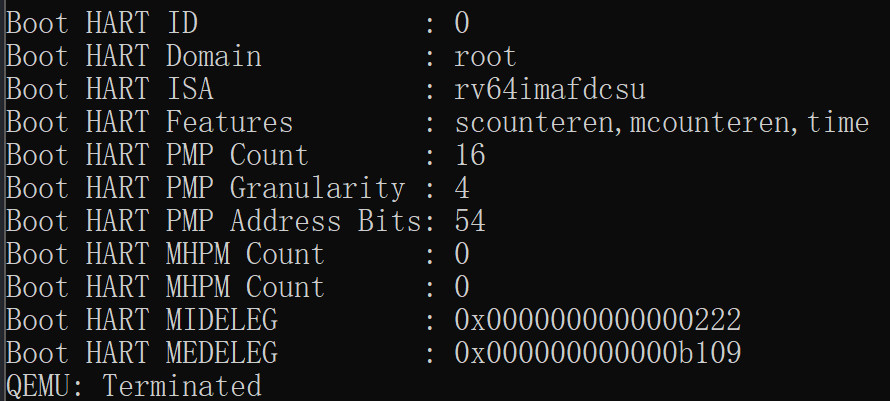 Boot HART ID              : 0
Boot HART Domain          : root
Boot HART ISA             : rv64imafdcsu
Boot HART Features        : scounteren,mcounteren,time
Boot HART PMP Count       : 16
Boot HART PMP Granularity : 4
Boot HART PMP Address Bits: 54
Boot HART MHPM Count      : 0
Boot HART MHPM Count      : 0
Boot HART MIDELEG         : 0x0000000000000222
Boot HART MEDELEG         : 0x000000000000b109
QEMU: Terminated